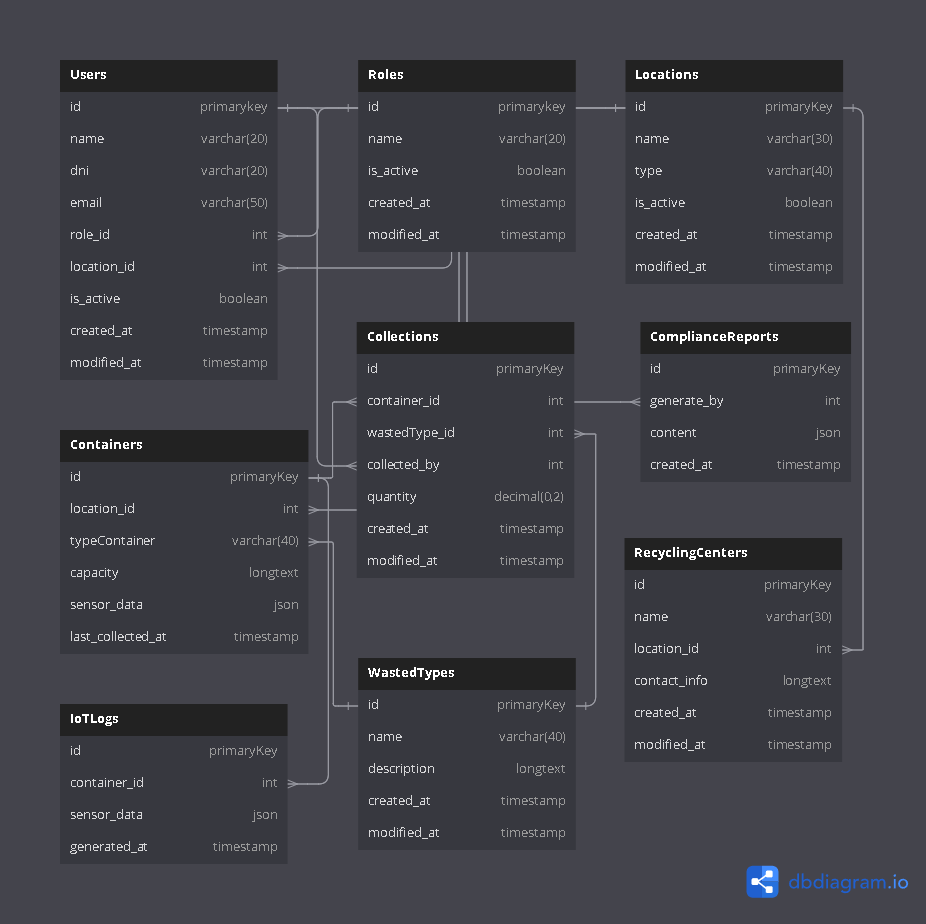 Users
id primarykey
name varchar(20)
dni varchar(20)
email varchar(50)
role_id int
location_id int
is_active boolean
created_at timestamp
modified_at timestamp
Roles
id primarykey
name varchar(20)
is_active boolean
created_at timestamp
modified_at timestamp
Locations
id primaryKey
name varchar(30)
type varchar(40)
is_active boolean
created_at timestamp
modified_at timestamp
Collections
id primaryKey
container_id int
wastedType_id int
collected_by int
quantity decimal(0,2)
created_at timestamp
modified_at timestamp
ComplianceReports
id primaryKey
generate_by int
content json
created_at timestamp
Containers
id primaryKey
location_id int
typeContainer varchar(40)
capacity longtext
sensor_data json
last_collected_at timestamp
RecyclingCenters
id primaryKey
name varchar(30)
location_id int
contact_info longtext
created_at timestamp
modified_at timestamp
WastedTypes
id primaryKey
name varchar(40)
description longtext
created_at timestamp
modified_at timestamp
IoTLogs
id primaryKey
container_id int
sensor_data json
generated_at timestamp
dbdiagram.io